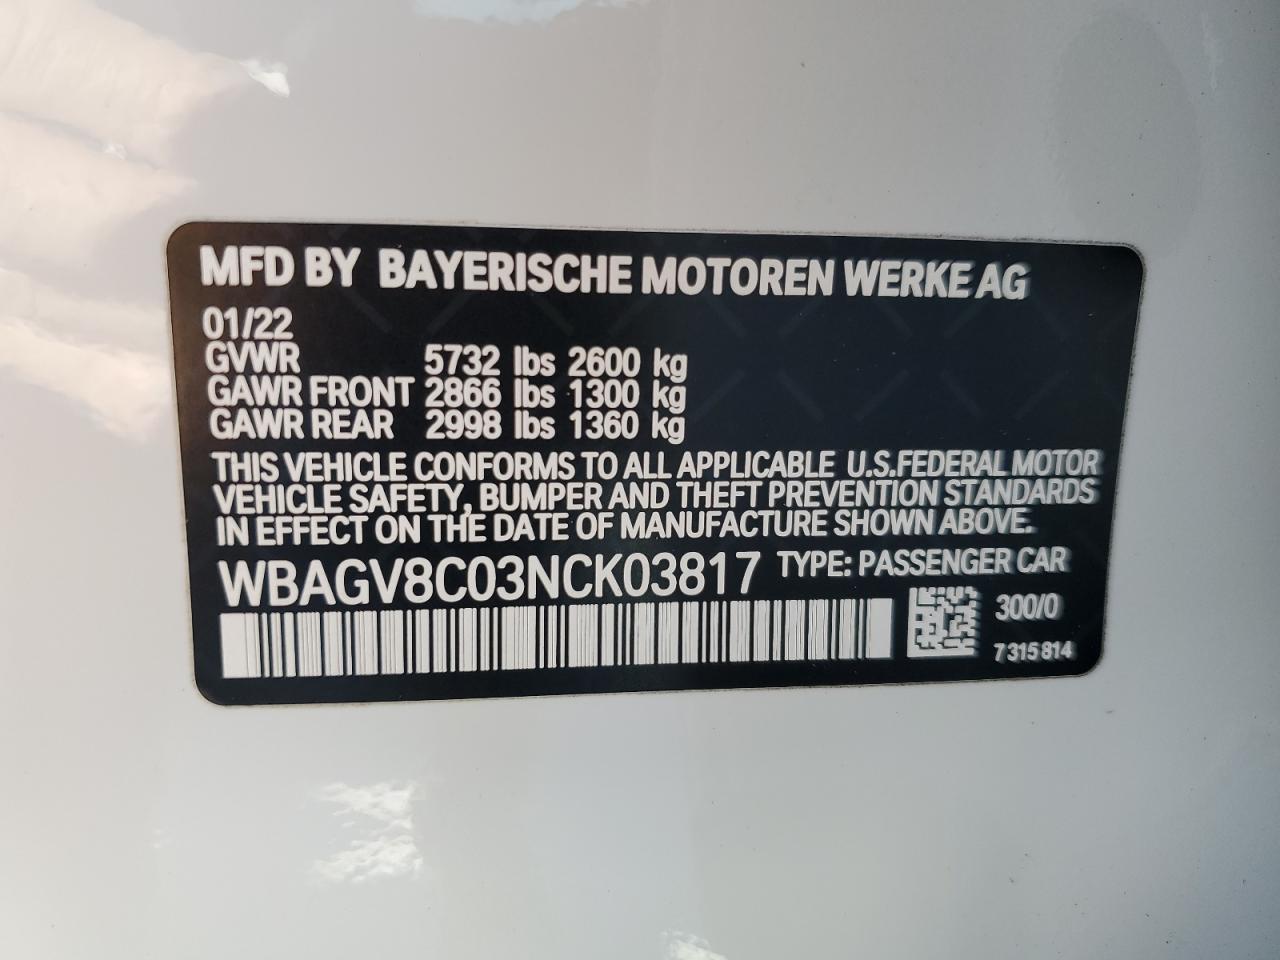 MFD BY BAYERISCHE MOTOREN WERKE AG
01/22
GVWR 5732 lbs 2600 kg
GAWR FRONT 2866 lbs 1300 kg
GAWR REAR 2998 lbs 1360 kg
THIS VEHICLE CONFORMS TO ALL APPLICABLE U.S.FEDERAL MOTOR
VEHICLE SAFETY, BUMPER AND THEFT PREVENTION STANDARDS
IN EFFECT ON THE DATE OF MANUFACTURE SHOWN ABOVE.
WBAGV8C03NCK03817 TYPE: PASSENGER CAR
300/0
7 315 814